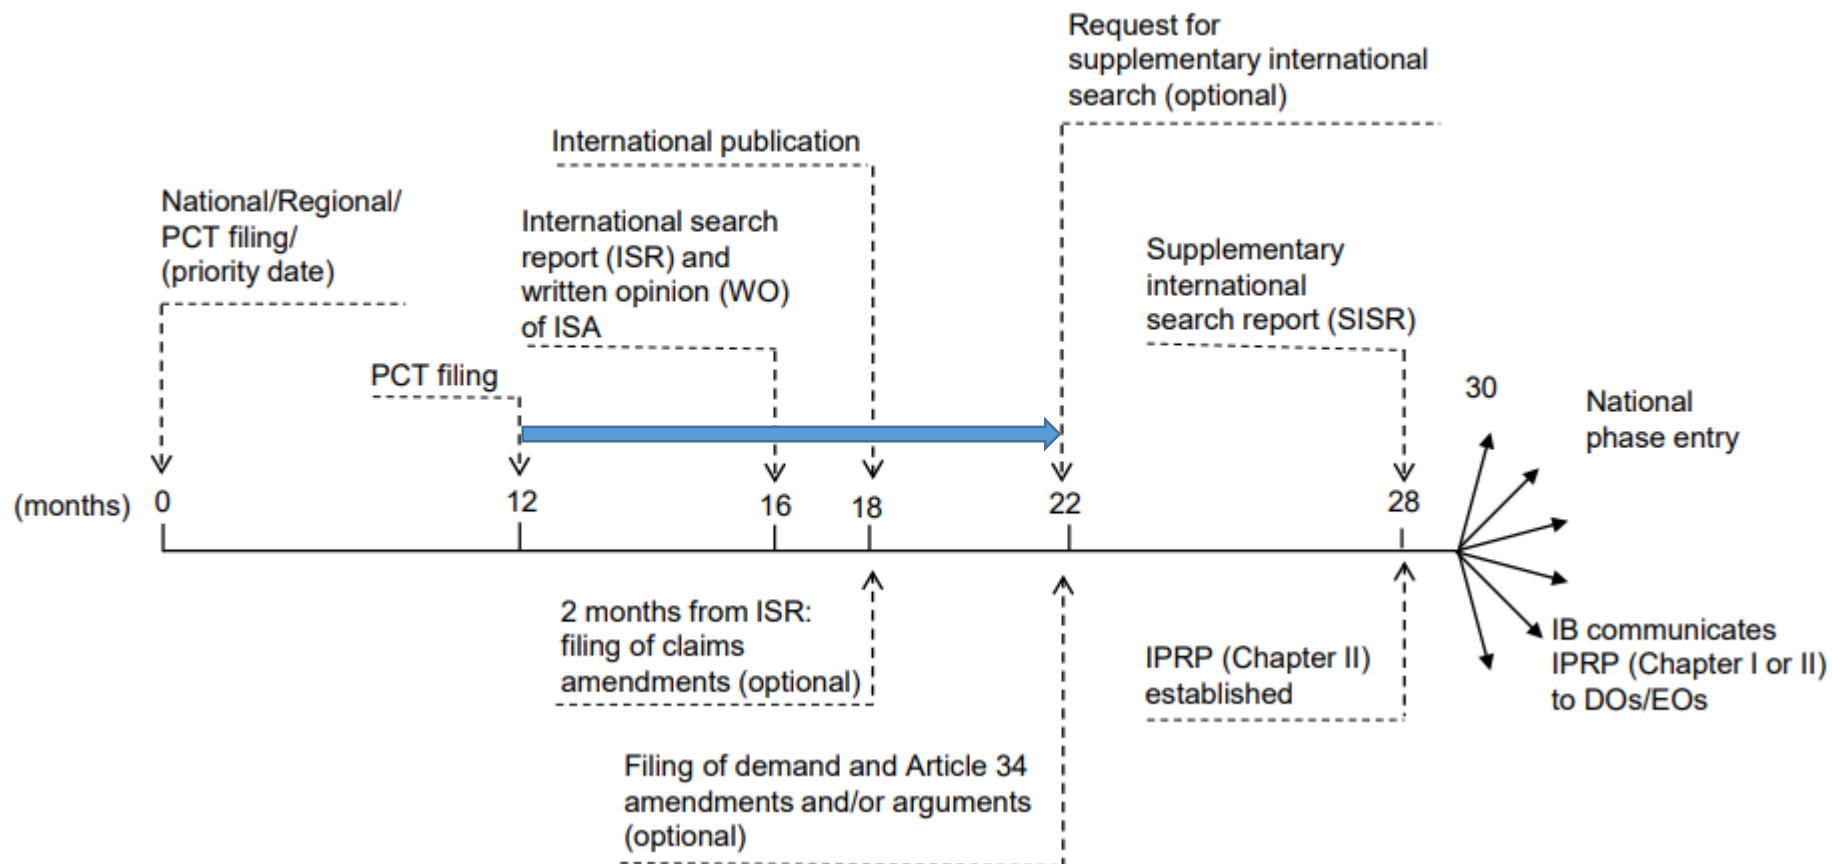 Request for
supplementary international
search (optional)
International publication
National/Regional/
PCT filing/
(priority date)
International search
report (ISR) and
written opinion (WO)
of ISA
Supplementary
international
search report (SISR)
PCT filing
30
National
phase entry
(months) 0 12 16 18 22 28
2 months from ISR:
filing of claims
amendments (optional)
IPRP (Chapter II)
established
IB communicates
IPRP (Chapter I or II)
to DOs/EOs
Filing of demand and Article 34
amendments and/or arguments
(optional)